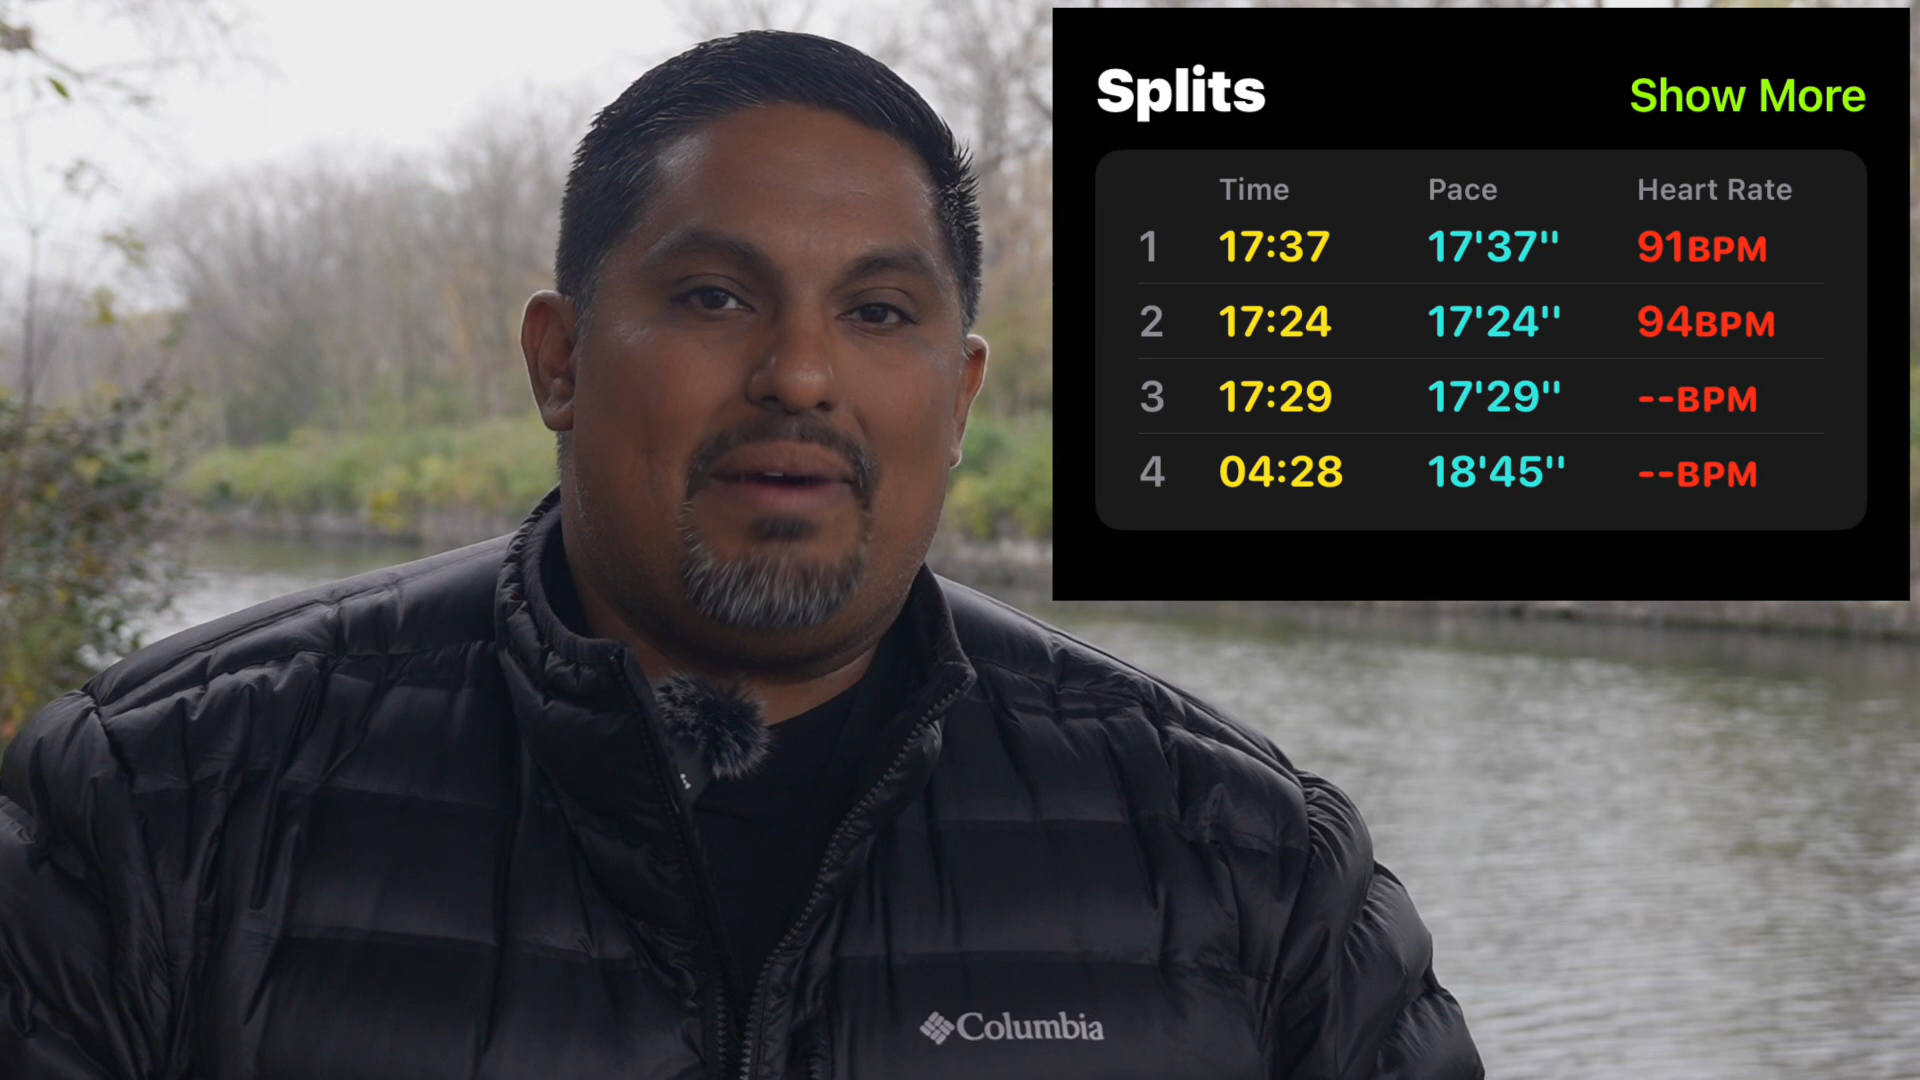 Splits Show More
Time Pace Heart Rate
1 17:37 17'37'' 91BPM
2 17:24 17'24'' 94BPM
3 17:29 17'29'' --BPM
4 04:28 18'45'' --BPM
Columbia